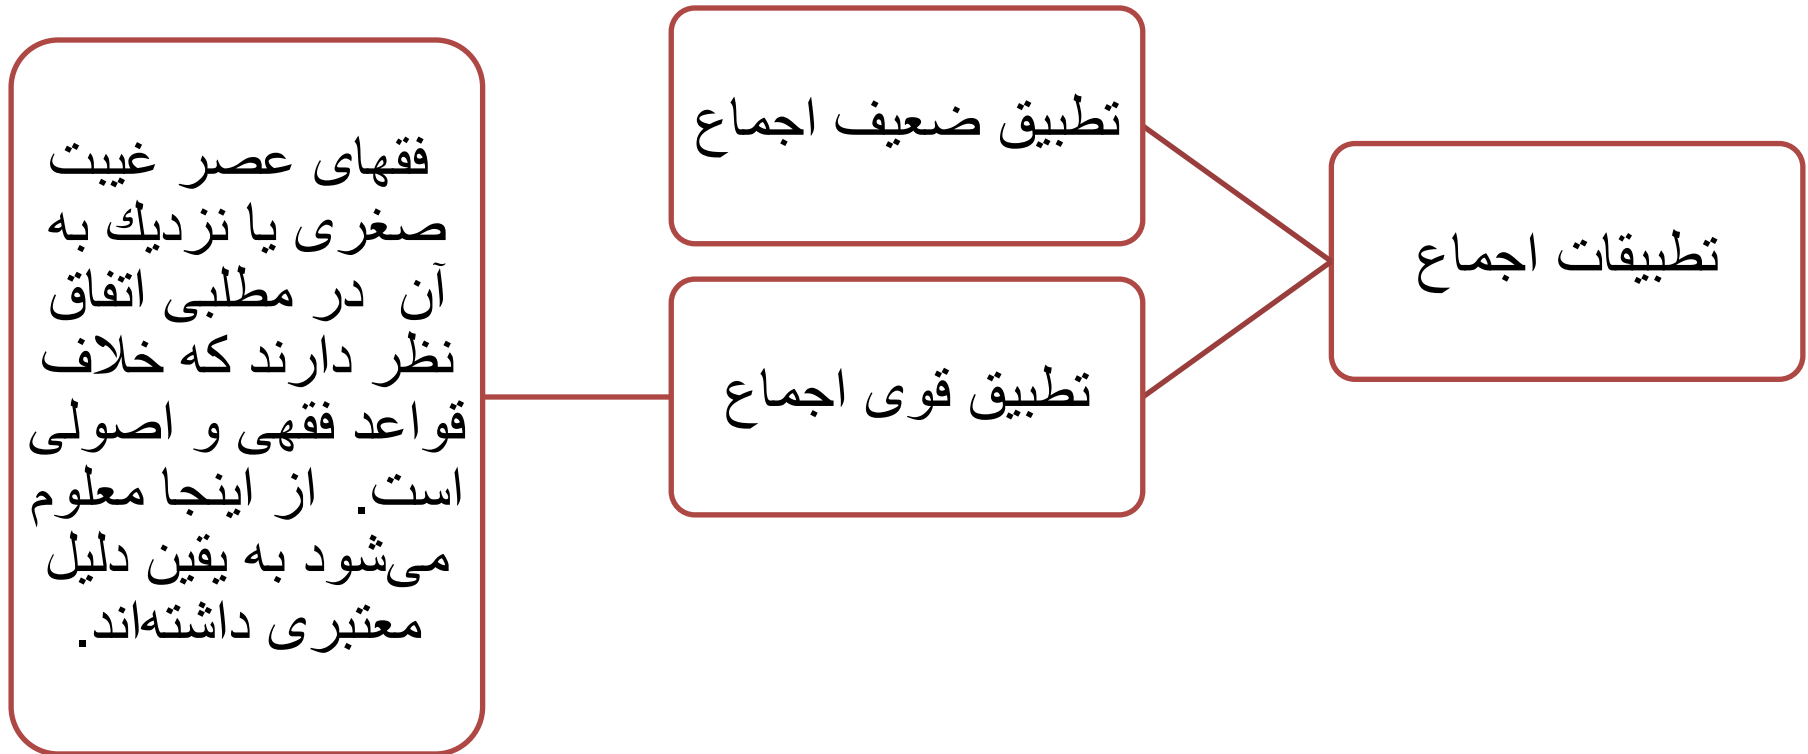 تطبیقات اجماع
تطبیق ضعیف اجماع
تطبیق قوی اجماع
فقهای عصر غیبت
صغری یا نزدیك به
آن در مطلبی اتفاق
نظر دارند که خلاف
قواعد فقهی و اصولی
است. از اینجا معلوم
می‌شود به یقین دلیل
معتبری داشته‌اند.